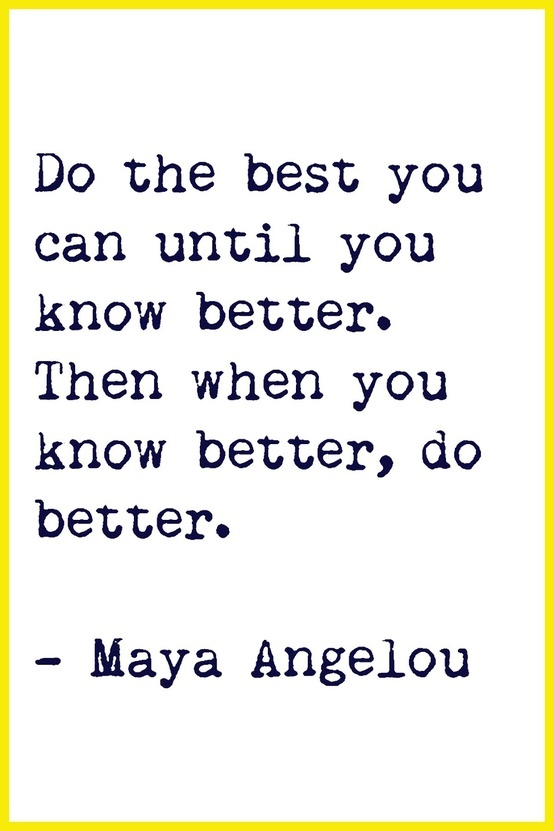 Do the best you
can until you
know better.
Then when you
know better, do
better.
- Maya Angelou